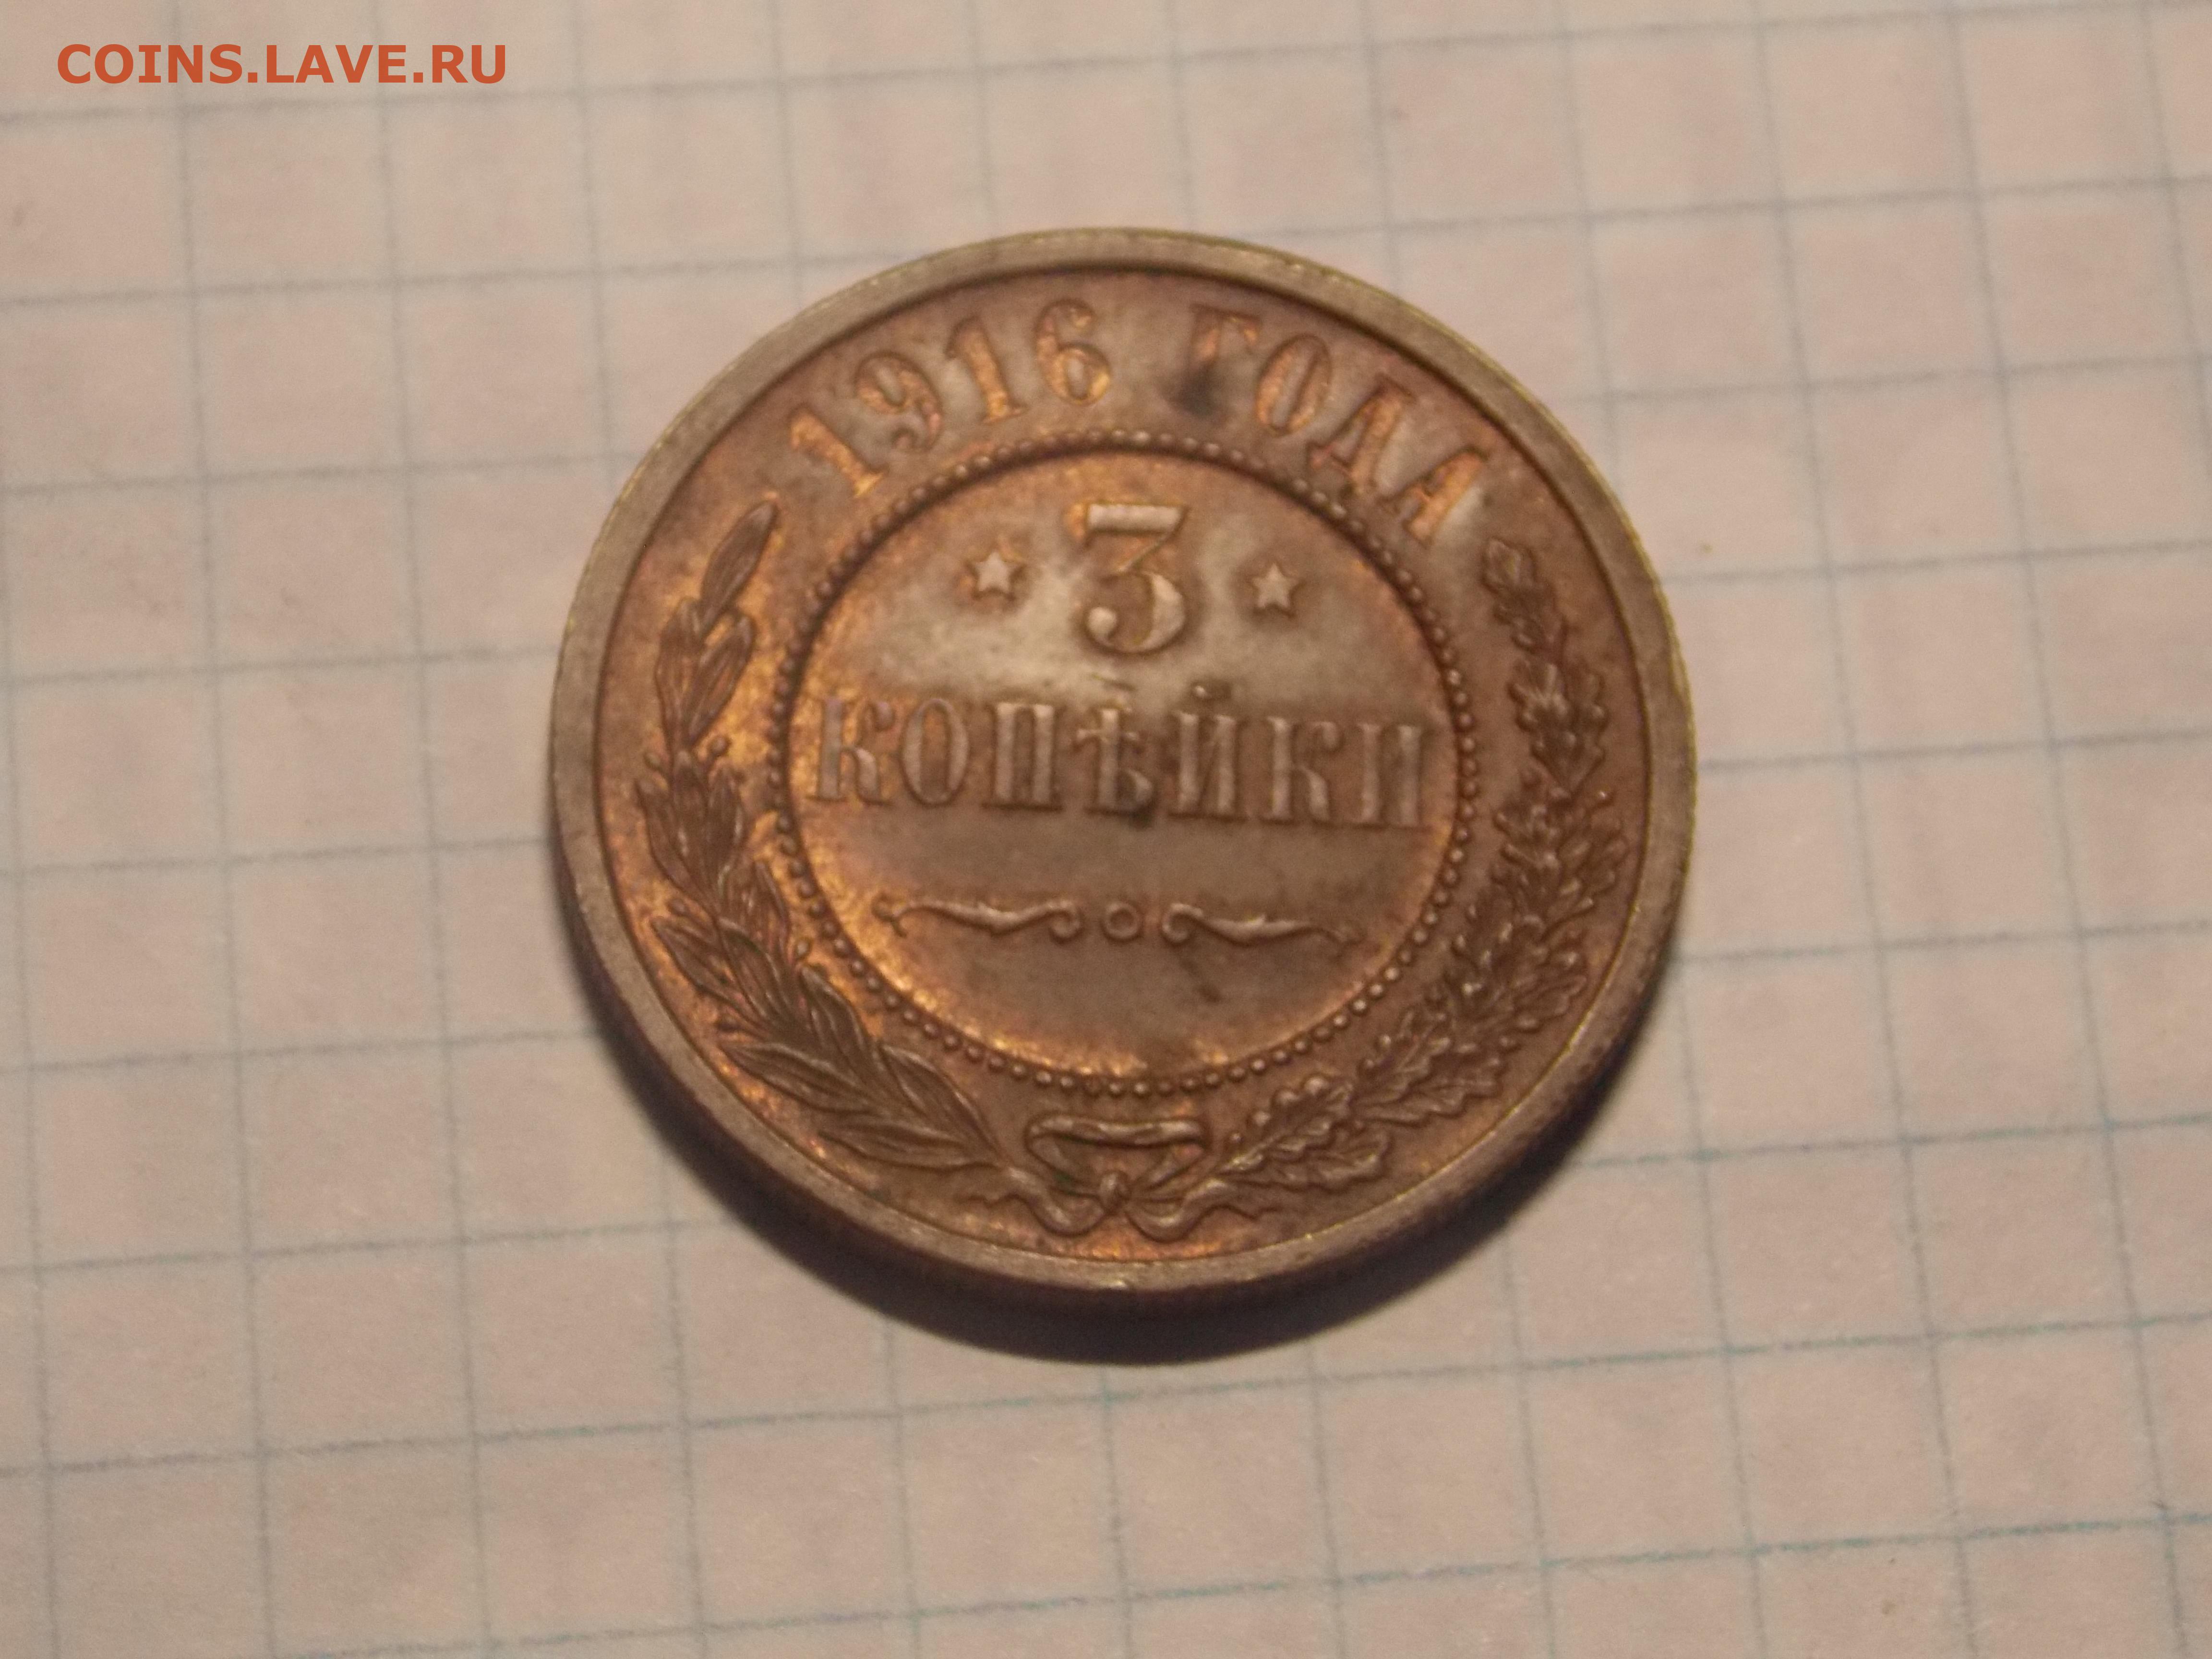 COINS.LAVE.RU
1916 ГОДА
3
КОПѢЙКИ